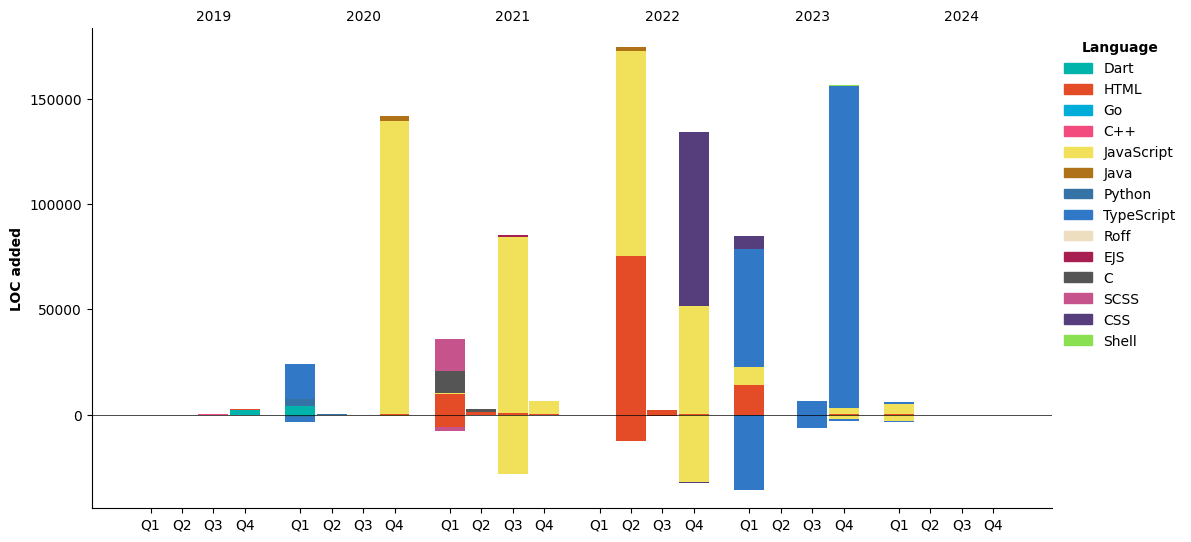 2019 2020 2021 2022 2023 2024
Language
Dart
HTML
Go
C++
JavaScript
Java
Python
TypeScript
Roff
EJS
C
SCSS
CSS
Shell
LOC added
150000
100000
50000
0
Q1 Q2 Q3 Q4 Q1 Q2 Q3 Q4 Q1 Q2 Q3 Q4 Q1 Q2 Q3 Q4 Q1 Q2 Q3 Q4 Q1 Q2 Q3 Q4